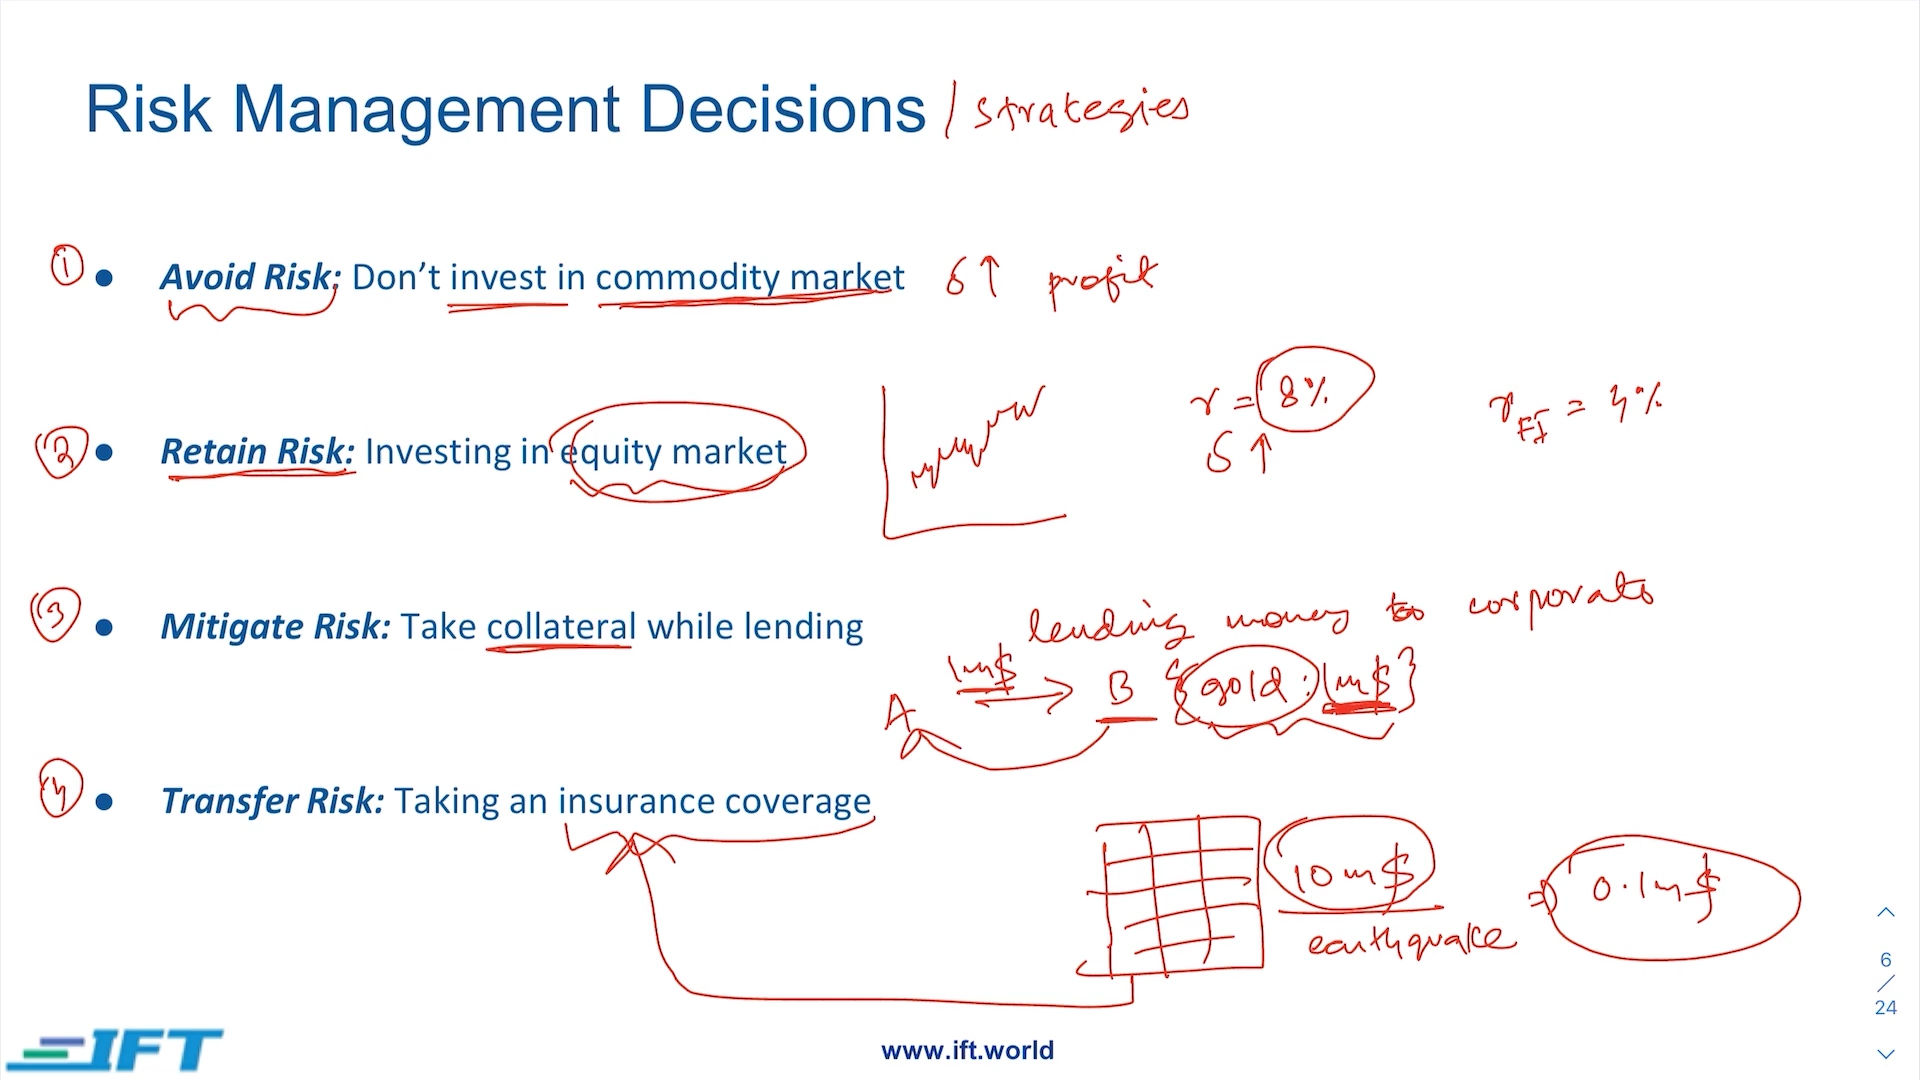 Risk Management Decisions / strategies
① ● Avoid Risk: Don’t invest in commodity market б↑ profit
r = 8%
r FI = 4%
② ● Retain Risk: Investing in equity market
б ↑
③ ● Mitigate Risk: Take collateral while lending
lending money to corporate
1m$
A → B {gold: 1m$}
④ ● Transfer Risk: Taking an insurance coverage
10m$
⇒ 0.1m$
earthquake
6
/
24
IFT
www.ift.world